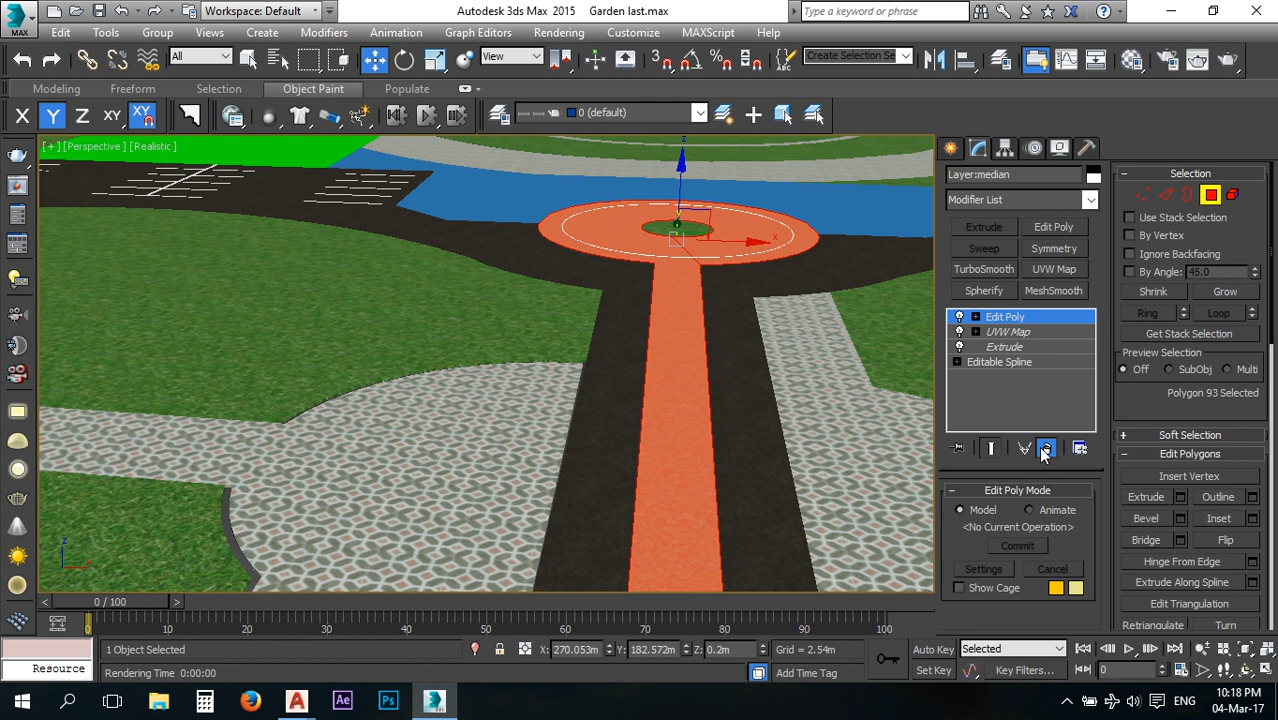 MAX
Workspace: Default
Autodesk 3ds Max 2015 Garden last.max
Type a keyword or phrase
Edit Tools Group Views Create Modifiers Animation Graph Editors Rendering Customize MAXScript Help
All View Create Selection Se
Modeling Freeform Selection Object Paint Populate
X Y Z XY XY 0 (default)
[+] [Perspective ] [Realistic ]
z
y
x
z
x
Layer:median
Modifier List
Extrude Edit Poly
Sweep Symmetry
TurboSmooth UVW Map
Spherify MeshSmooth
Edit Poly
UVW Map
Extrude
Editable Spline
Edit Poly Mode
Model Animate
<No Current Operation>
Commit
Settings Cancel
Show Cage
Selection
Use Stack Selection
By Vertex
Ignore Backfacing
By Angle: 45.0
Shrink Grow
Ring Loop
Get Stack Selection
Preview Selection
Off SubObj Multi
Polygon 93 Selected
Soft Selection
Edit Polygons
Insert Vertex
Extrude Outline
Bevel Inset
Bridge Flip
Hinge From Edge
Extrude Along Spline
Edit Triangulation
Retriangulate Turn
< 0 / 100 >
0 10 20 30 40 50 60 70 80 90 100
1 Object Selected X: 270.053m Y: 182.572m Z: 0.2m Grid = 2.54m Auto Key Selected
Resource
Rendering Time 0:00:00 Add Time Tag Set Key Key Filters... 0
ENG
10:18 PM
04-Mar-17